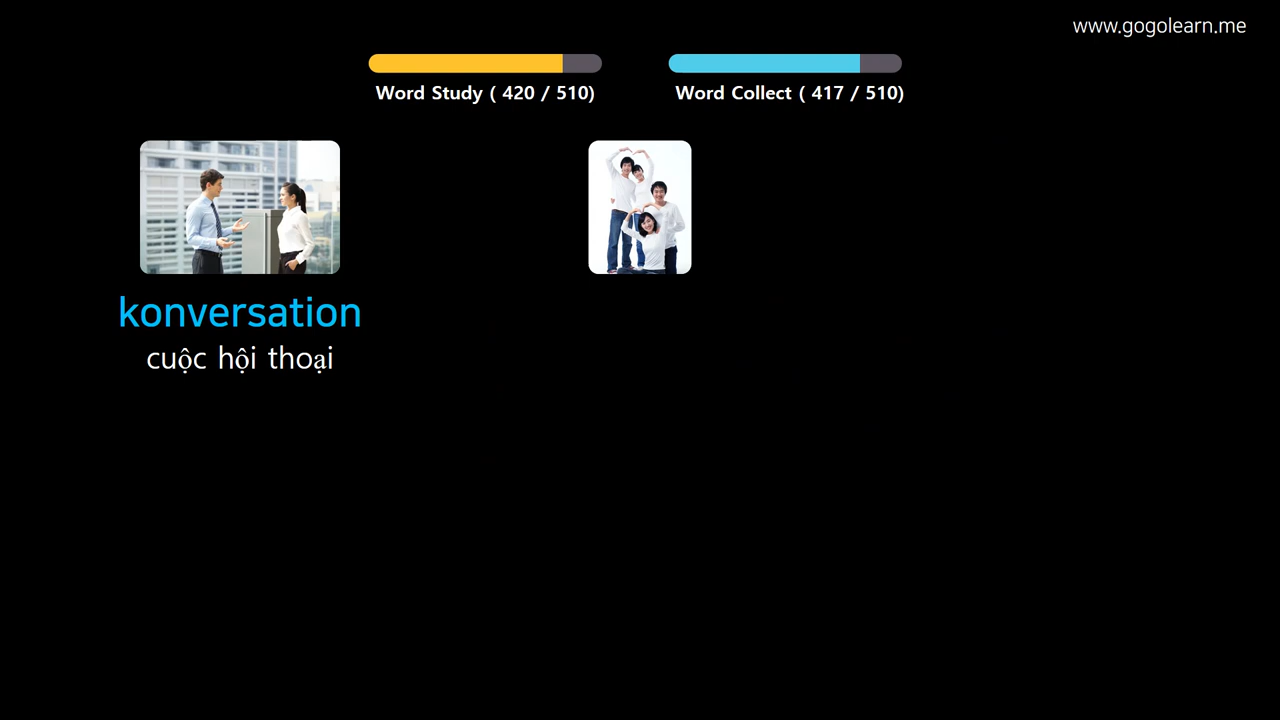 www.gogolearn.me
Word Study ( 420 / 510)
Word Collect ( 417 / 510)
konversation
cuộc hội thoại